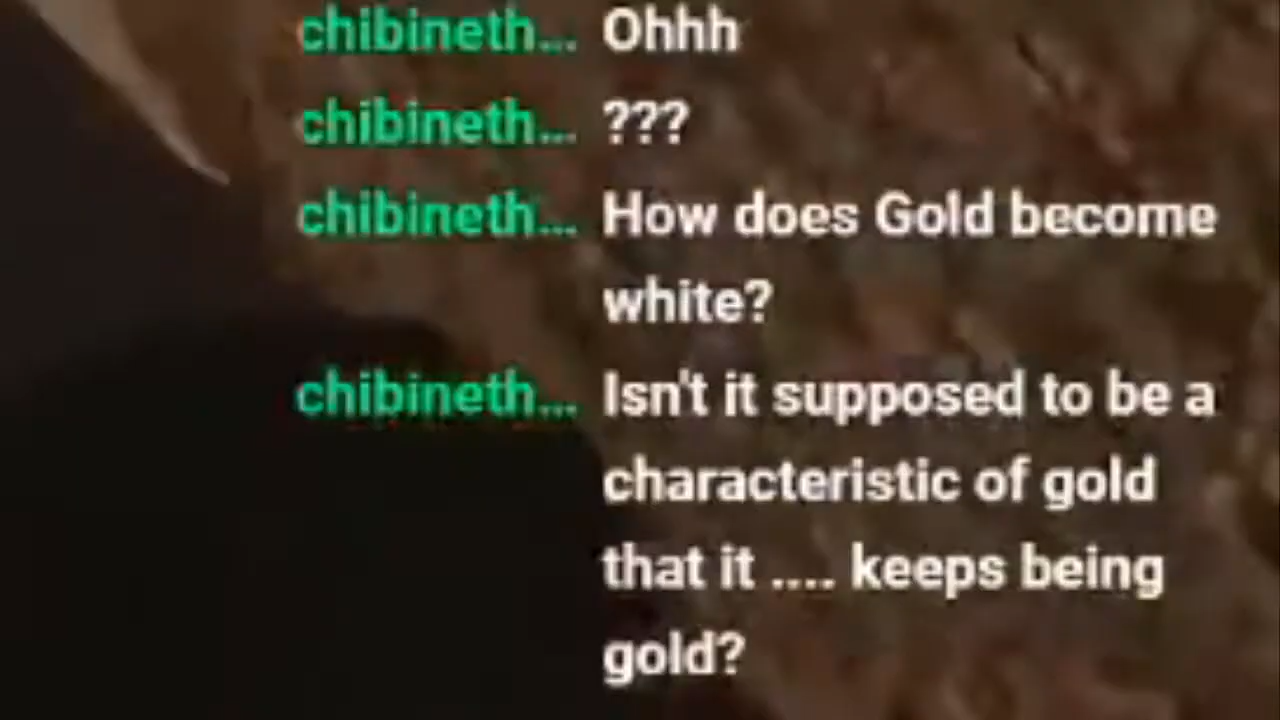 chibineth... Ohhh
chibineth... ???
chibineth... How does Gold become
white?
chibineth... Isn't it supposed to be a
characteristic of gold
that it .... keeps being
gold?